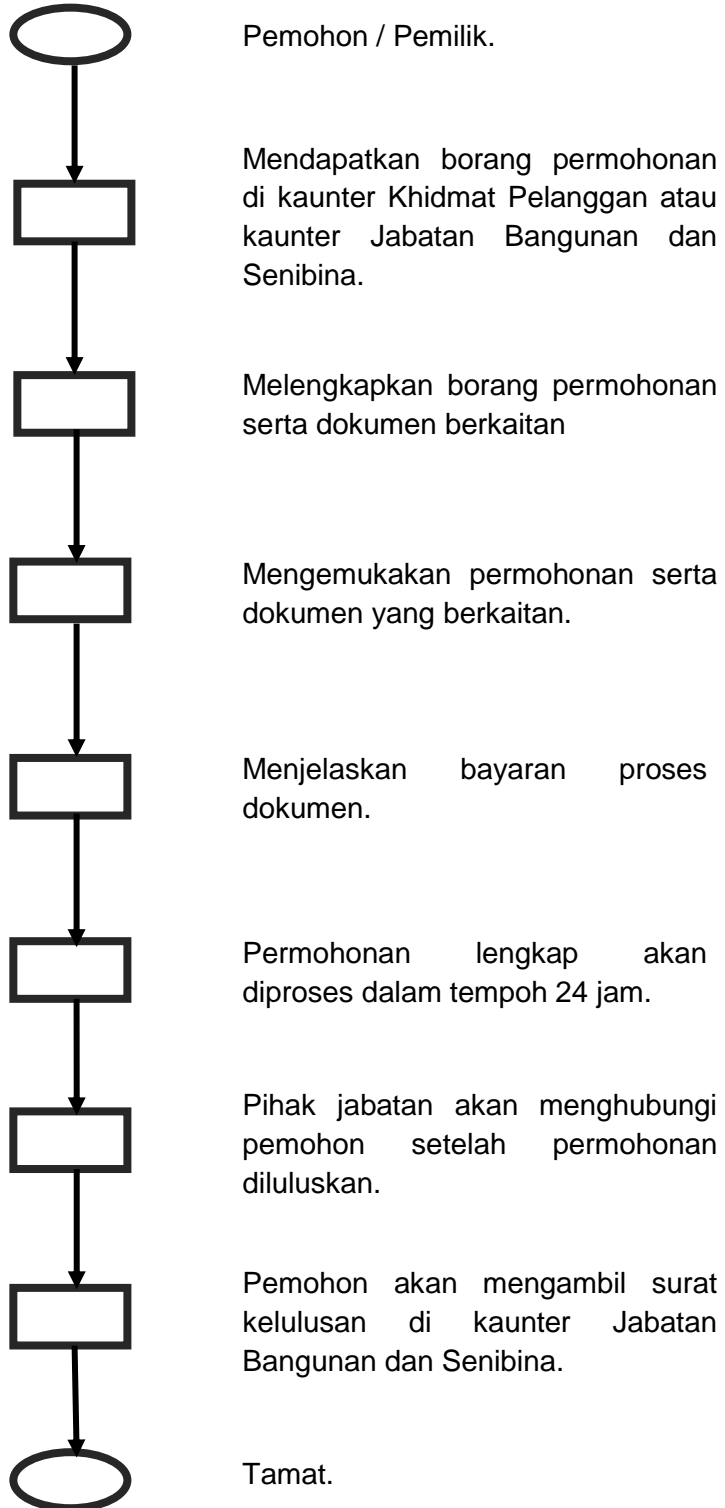 Pemohon / Pemilik.
Mendapatkan borang permohonan
di kaunter Khidmat Pelanggan atau
kaunter Jabatan Bangunan dan
Senibina.
Melengkapkan borang permohonan
serta dokumen berkaitan
Mengemukakan permohonan serta
dokumen yang berkaitan.
Menjelaskan bayaran proses
dokumen.
Permohonan lengkap akan
diproses dalam tempoh 24 jam.
Pihak jabatan akan menghubungi
pemohon setelah permohonan
diluluskan.
Pemohon akan mengambil surat
kelulusan di kaunter Jabatan
Bangunan dan Senibina.
Tamat.